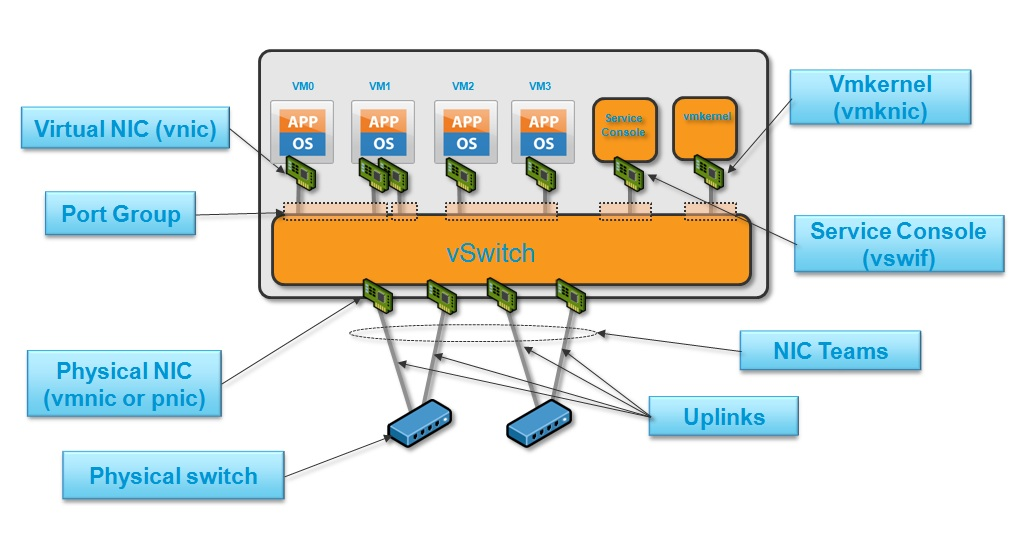 VM0
VM1
VM2
VM3
Vmkernel
(vmknic)
Virtual NIC (vnic)
APP
OS
APP
OS
APP
OS
APP
OS
Service
Console
vmkernel
Port Group
Service Console
(vswif)
vSwitch
NIC Teams
Physical NIC
(vmnic or pnic)
Uplinks
Physical switch